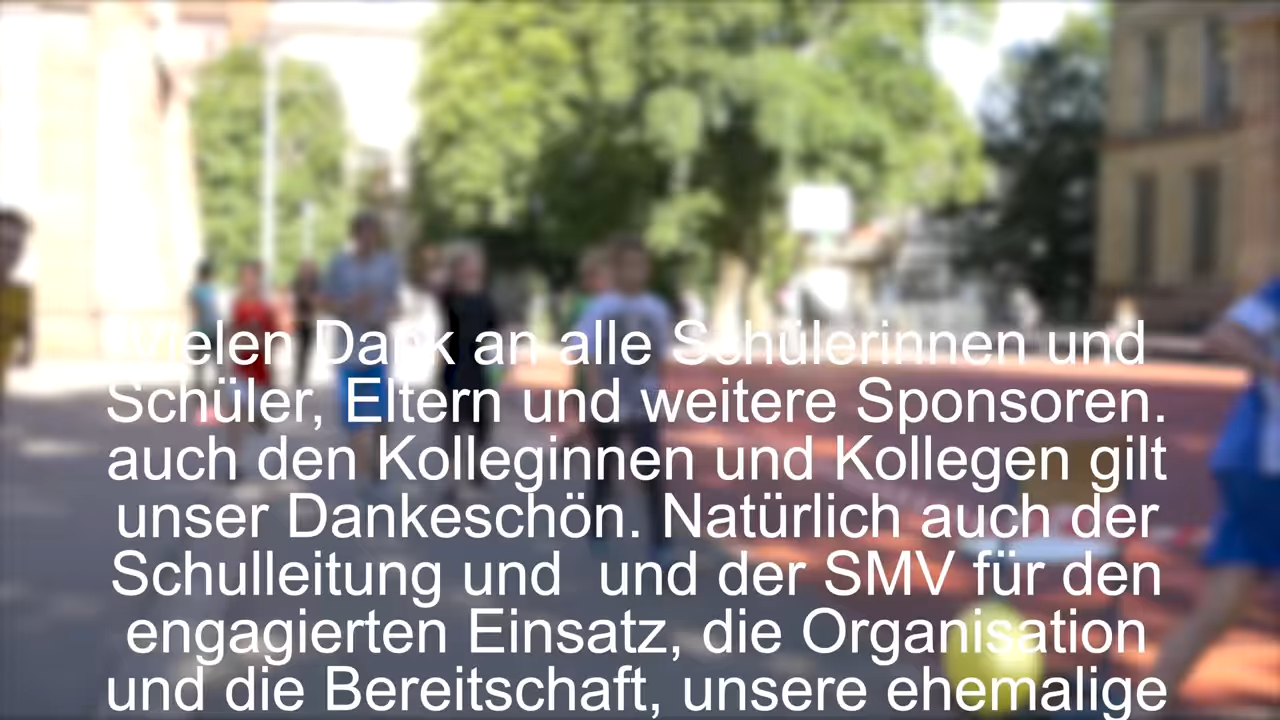 Vielen Dank an alle Schülerinnen und
Schüler, Eltern und weitere Sponsoren.
auch den Kolleginnen und Kollegen gilt
unser Dankeschön. Natürlich auch der
Schulleitung und  und der SMV für den
engagierten Einsatz, die Organisation
und die Bereitschaft, unsere ehemalige